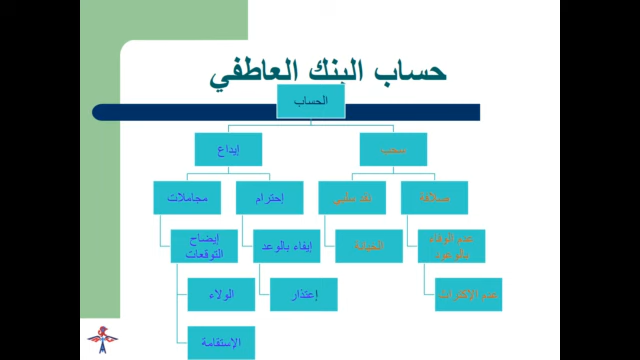 حساب البنك العاطفي
الحساب
إيداع
سحب
مجاملات
إحترام
نقد سلبي
صلافة
إيضاح
التوقعات
إيفاء بالوعد
الخيانة
عدم الوفاء
بالوعود
الولاء
إعتذار
عدم الإكتراث
الإستقامة